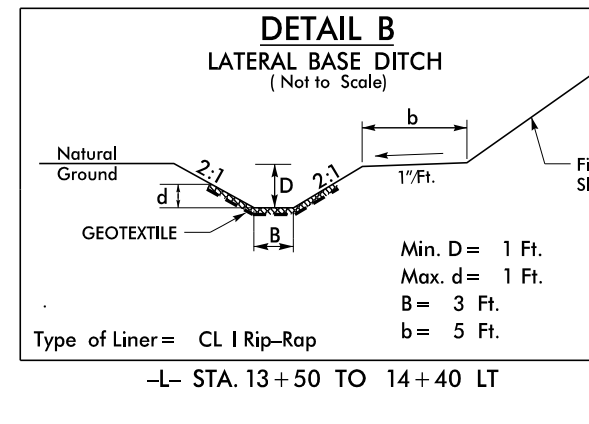 DETAIL B
LATERAL BASE DITCH
( Not to Scale)
b
Natural
Ground
2:1
D
2:1
1"/Ft.
d
GEOTEXTILE
B
Min. D = 1 Ft.
Max. d = 1 Ft.
B = 3 Ft.
b = 5 Ft.
Type of Liner = CL I Rip-Rap
-L- STA. 13+50 TO 14+40 LT